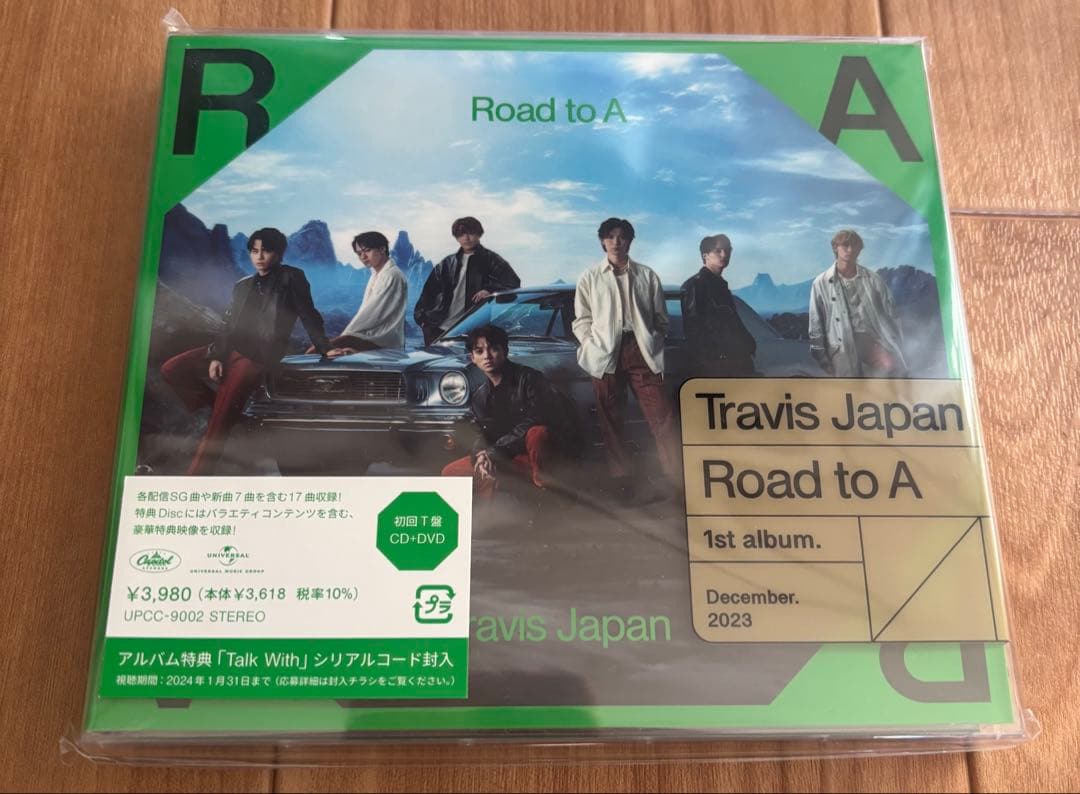 R
A
Road to A
Travis Japan
Road to A
1st album.
December.
2023
各配信SG曲や新曲7曲を含む17曲収録!
特典Discにはバラエティコンテンツを含む、
豪華特典映像を収録!
初回T盤
CD+DVD
Capitol
RECORDS
UNIVERSAL
UNIVERSAL MUSIC GROUP
¥3,980(本体¥3,618 税率10%)
UPCC-9002 STEREO
プラ
ravis Japan
アルバム特典「Talk With」シリアルコード封入
視聴期間:2024年1月31日まで(応募詳細は封入チラシをご覧ください。)